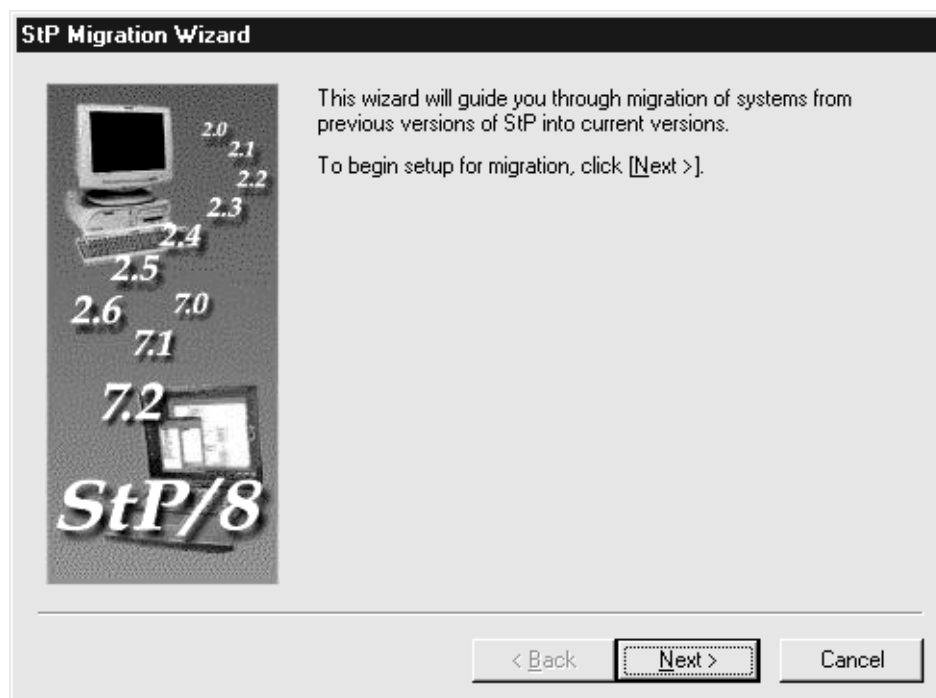 StP Migration Wizard
This wizard will guide you through migration of systems from
previous versions of StP into current versions.
To begin setup for migration, click [Next >].
2.0
2.1
2.2
2.3
2.4
2.5
2.6
7.0
7.1
7.2
StP/8
< Back
Next >
Cancel